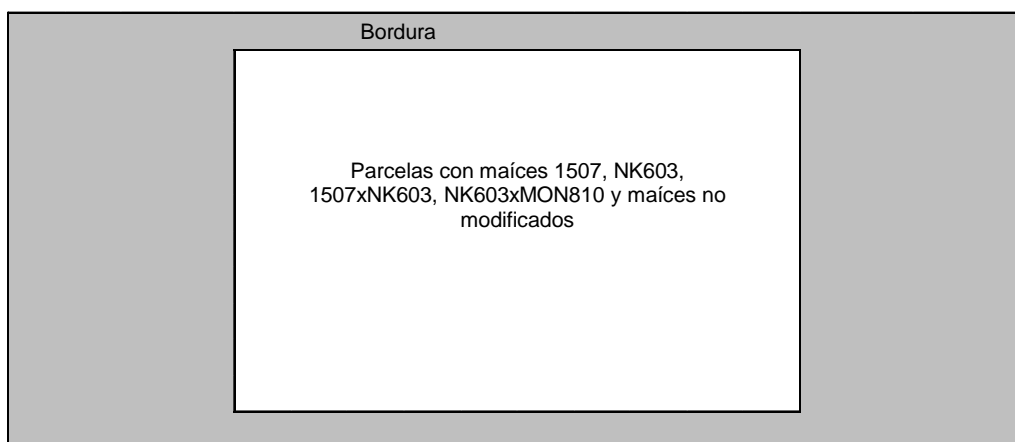 Bordura
Parcelas con maíces 1507, NK603,
1507xNK603, NK603xMON810 y maíces no
modificados